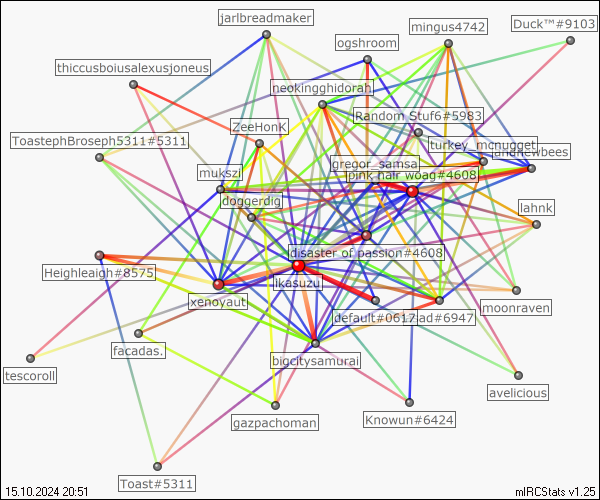 jarlbreadmaker
Duck™#9103
mingus4742
ogshroom
thiccusboiusalexusjoneus
neokingghidorah
Random Stuf6#5983
ZeeHonK
ToastephBroseph5311#5311
turkey_mcnugget
gregor_samsa
mukszi
pink hair woag#4608
doggerdig
lahnk
disaster of passion#4608
Heighleaigh#8575
ikasuzu
xenoyaut
moonraven
default#0617
ad#6947
facadas.
bigcitysamurai
tescoroll
avelicious
gazpachoman
Knowun#6424
Toast#5311
15.10.2024 20:51
mIRCStats v1.25